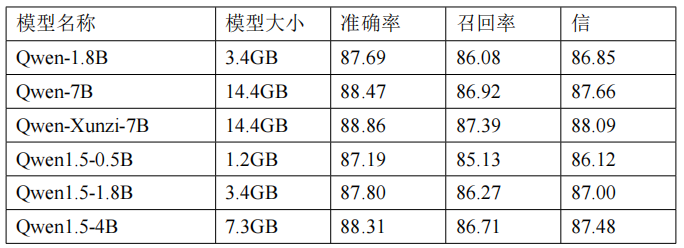 模型名称 模型大小 准确率 召回率 信
Qwen-1.8B 3.4GB 87.69 86.08 86.85
Qwen-7B 14.4GB 88.47 86.92 87.66
Qwen-Xunzi-7B 14.4GB 88.86 87.39 88.09
Qwen1.5-0.5B 1.2GB 87.19 85.13 86.12
Qwen1.5-1.8B 3.4GB 87.80 86.27 87.00
Qwen1.5-4B 7.3GB 88.31 86.71 87.48